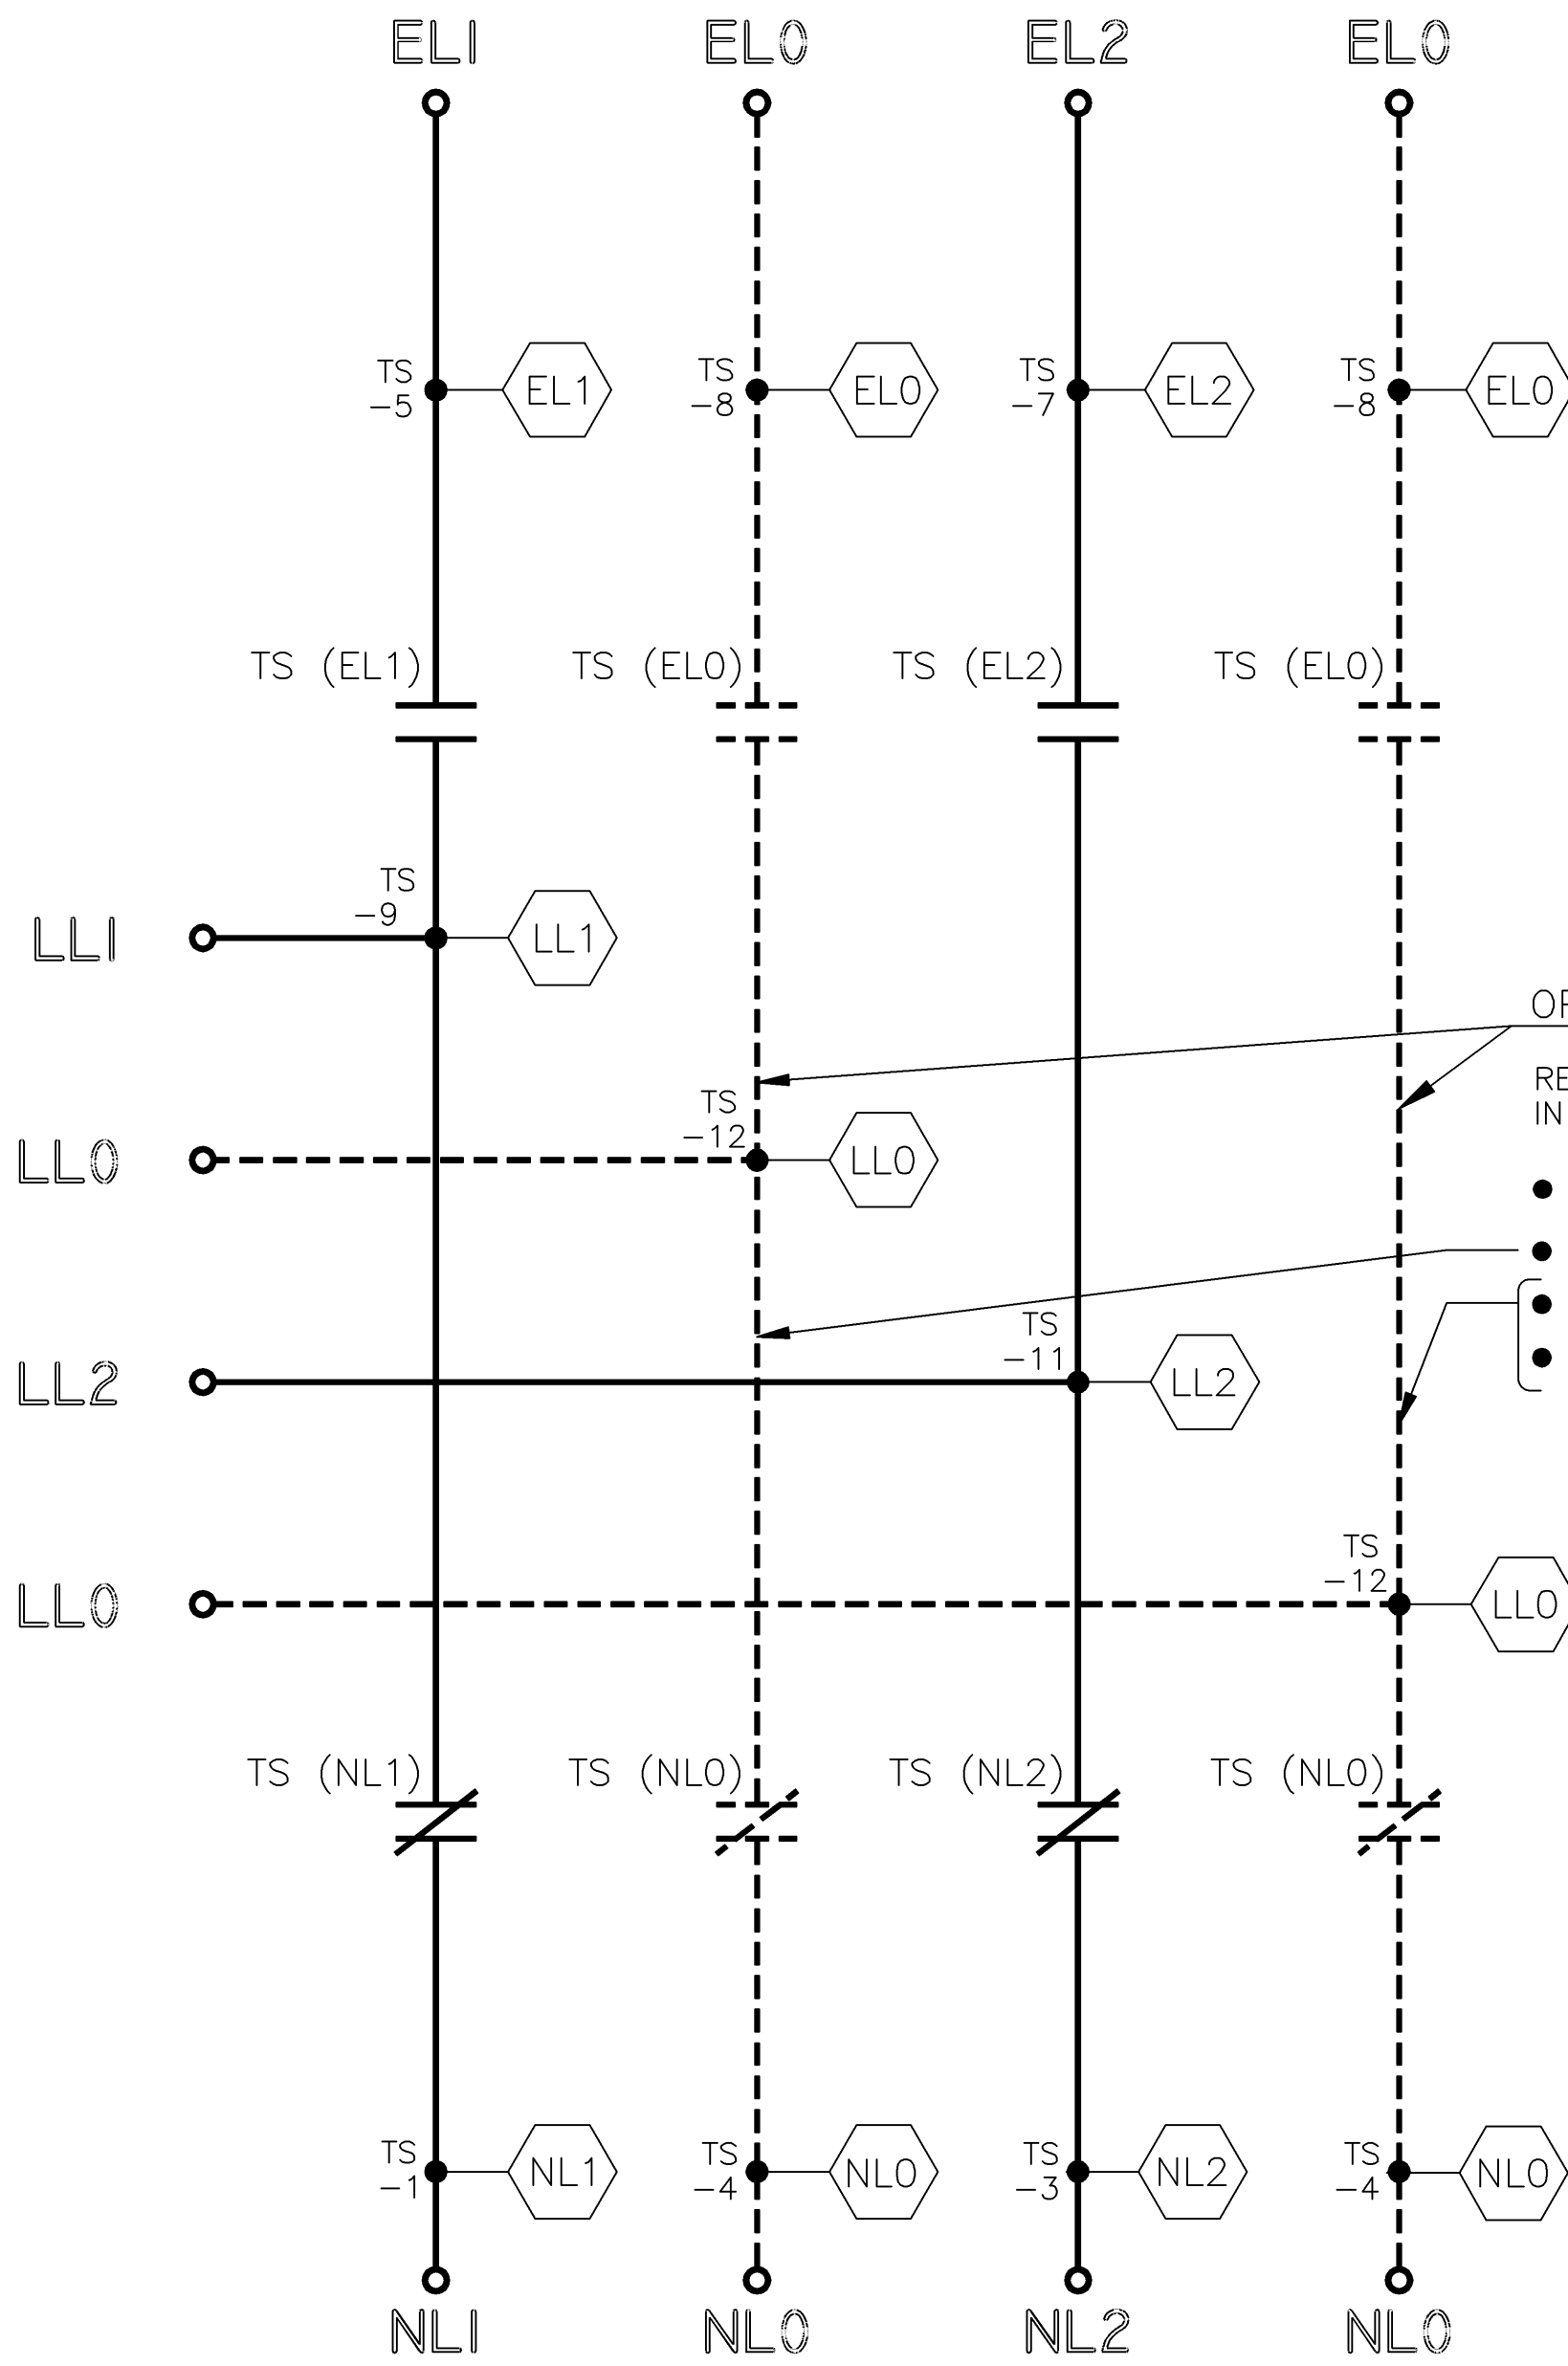 EL1 EL0 EL2 EL0
TS TS TS TS
-5 EL1 -8 EL0 -7 EL2 -8 EL0
TS (EL1) TS (EL0) TS (EL2) TS (EL0)
TS
-9
LL1 LL1
TS
-12
LL0 LL0
IN
TS
-11
LL2 LL2
TS
-12
LL0 LL0
TS (NL1) TS (NL0) TS (NL2) TS (NL0)
TS TS TS TS
-1 NL1 -4 NL0 -3 NL2 -4 NL0
NL1 NL0 NL2 NL0